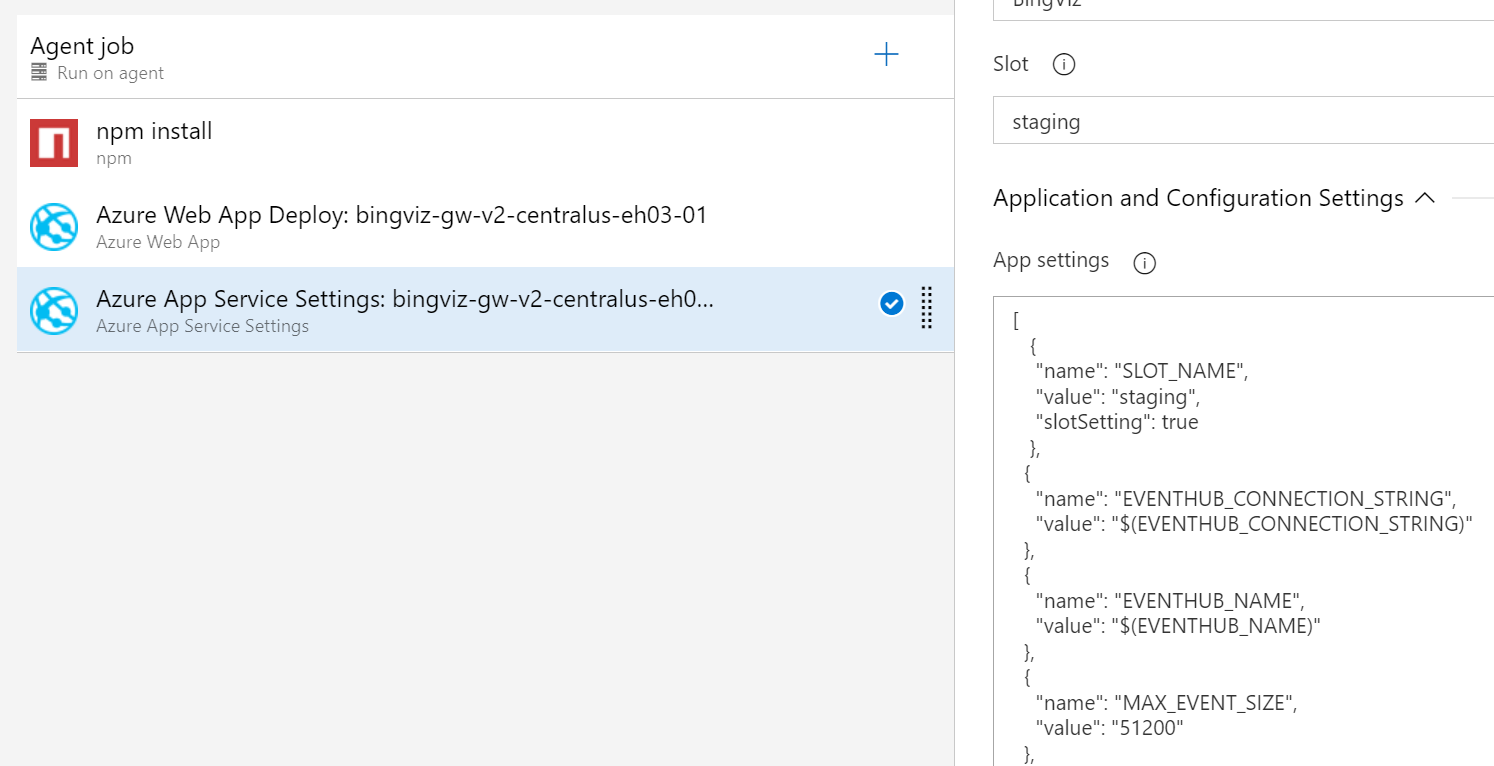 Agent job
Run on agent
npm install
npm
Azure Web App Deploy: bingviz-gw-v2-centralus-eh03-01
Azure Web App
Azure App Service Settings: bingviz-gw-v2-centralus-eh0...
Azure App Service Settings
BingViz
Slot
staging
Application and Configuration Settings
App settings
[
{
"name": "SLOT_NAME",
"value": "staging",
"slotSetting": true
},
{
"name": "EVENTHUB_CONNECTION_STRING",
"value": "$(EVENTHUB_CONNECTION_STRING)"
},
{
"name": "EVENTHUB_NAME",
"value": "$(EVENTHUB_NAME)"
},
{
"name": "MAX_EVENT_SIZE",
"value": "51200"
},